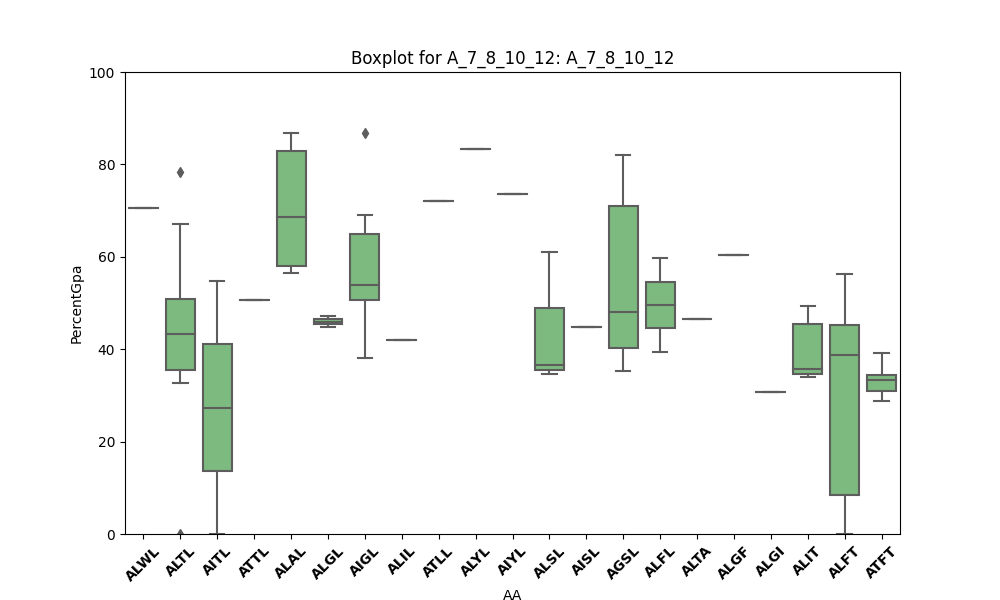 Boxplot for A_7_8_10_12: A_7_8_10_12
100
80
60
40
20
0
PercentGpa
ALWL
ALTL
AITL
ATTL
ALAL
ALGL
AIGL
ALIL
ATLL
ALYL
AIYL
ALSL
AISL
AGSL
ALFL
ALTA
ALGF
ALGI
ALIT
ALFT
ATFT
AA